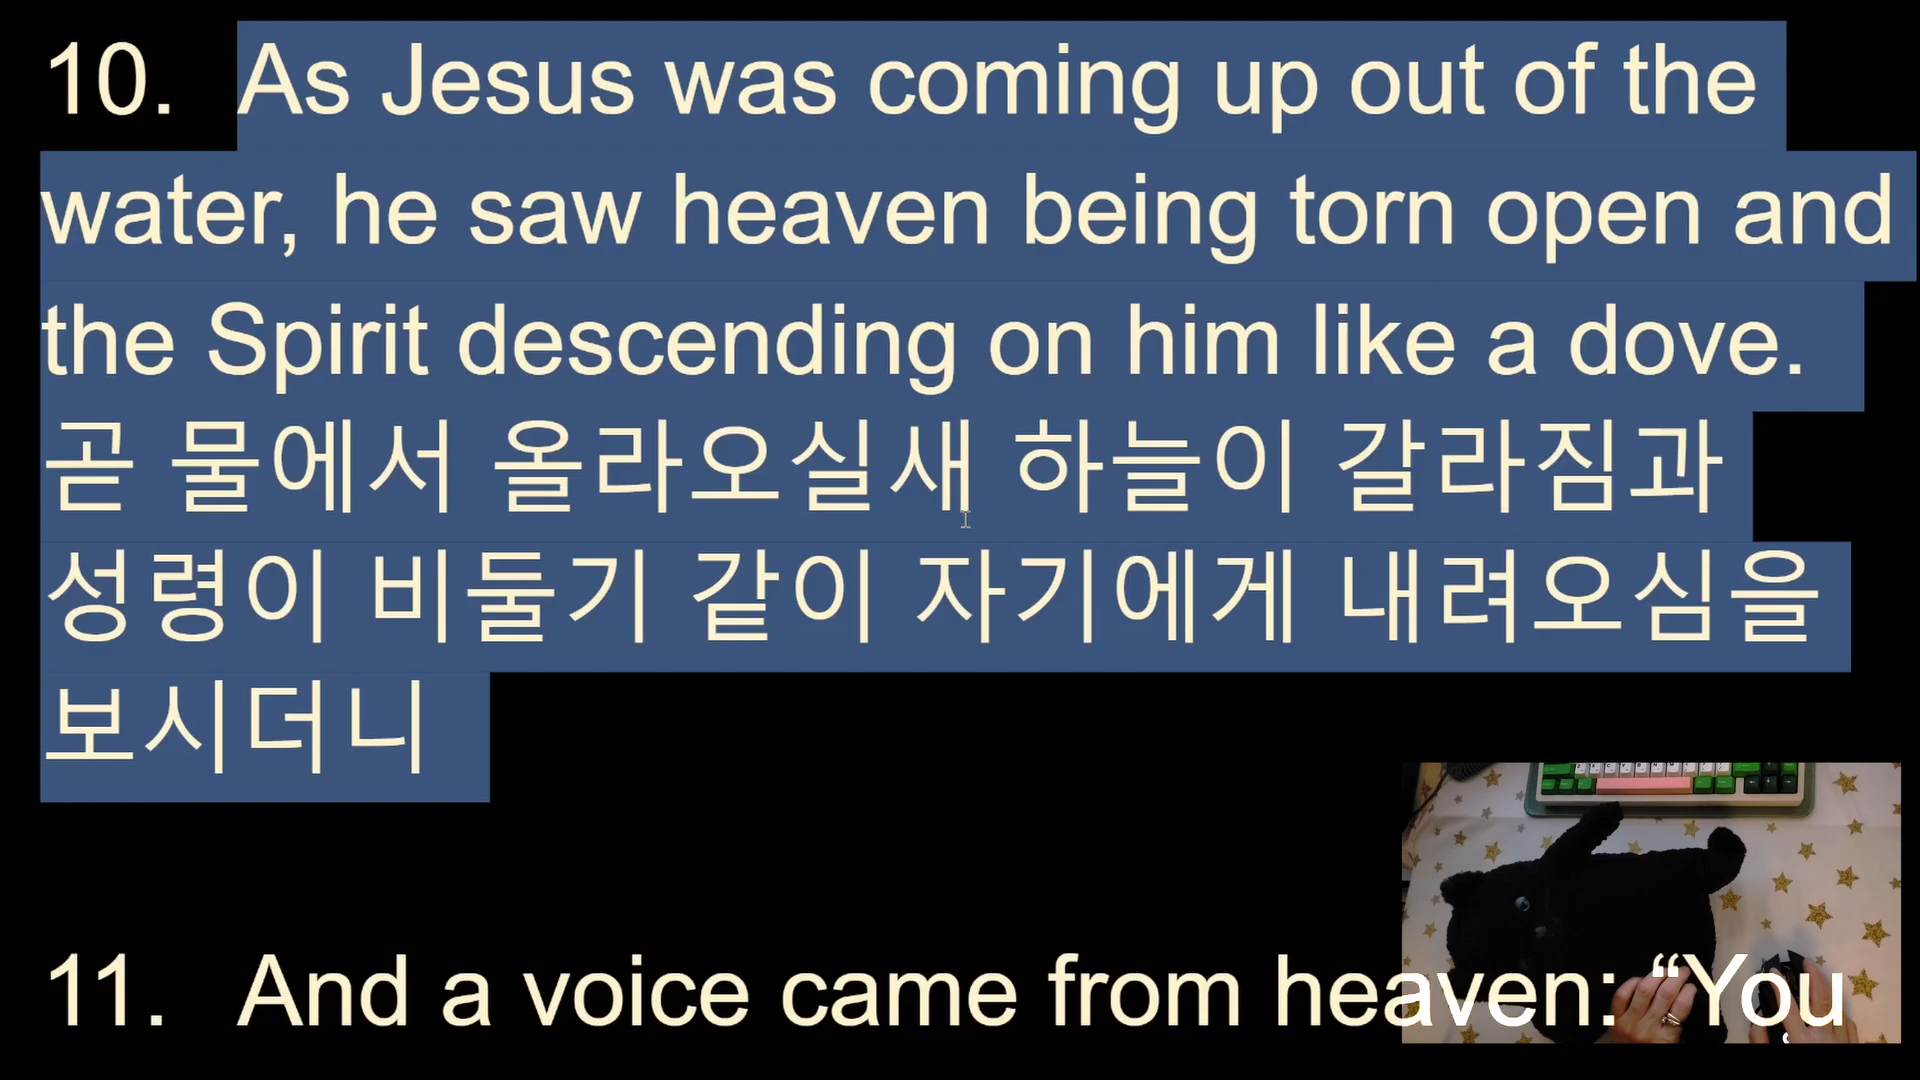 10. As Jesus was coming up out of the
water, he saw heaven being torn open and
the Spirit descending on him like a dove.
곧 물에서 올라오실새 하늘이 갈라짐과
성령이 비둘기 같이 자기에게 내려오심을
보시더니
11. And a voice came from heaven: “You